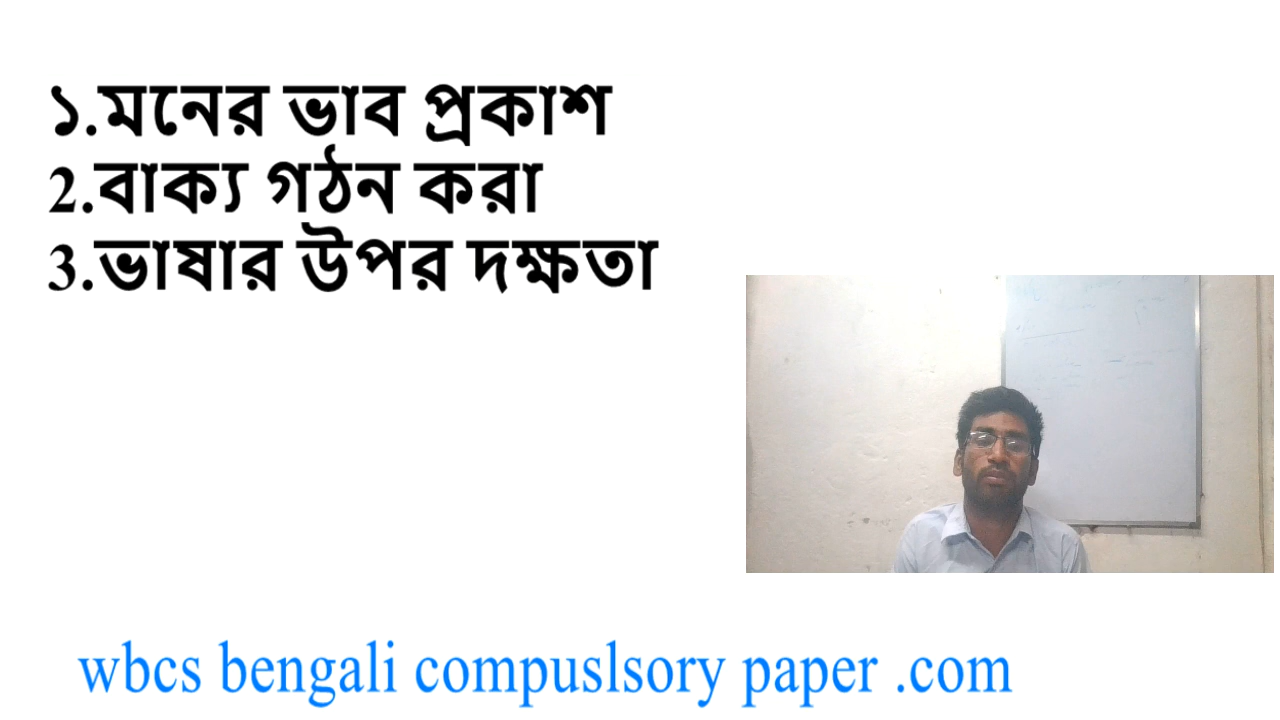 ১.মনের ভাব প্রকাশ
2.বাক্য গঠন করা
3.ভাষার উপর দক্ষতা
wbcs bengali compuslsory paper .com